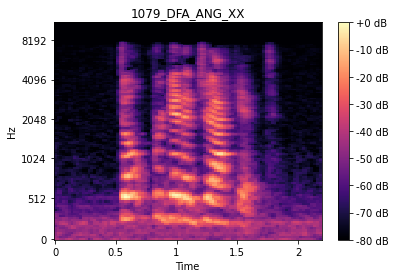 1079_DFA_ANG_XX
8192
4096
2048
1024
512
0
Hz
0
0.5
1
1.5
2
Time
+0 dB
-10 dB
-20 dB
-30 dB
-40 dB
-50 dB
-60 dB
-70 dB
-80 dB